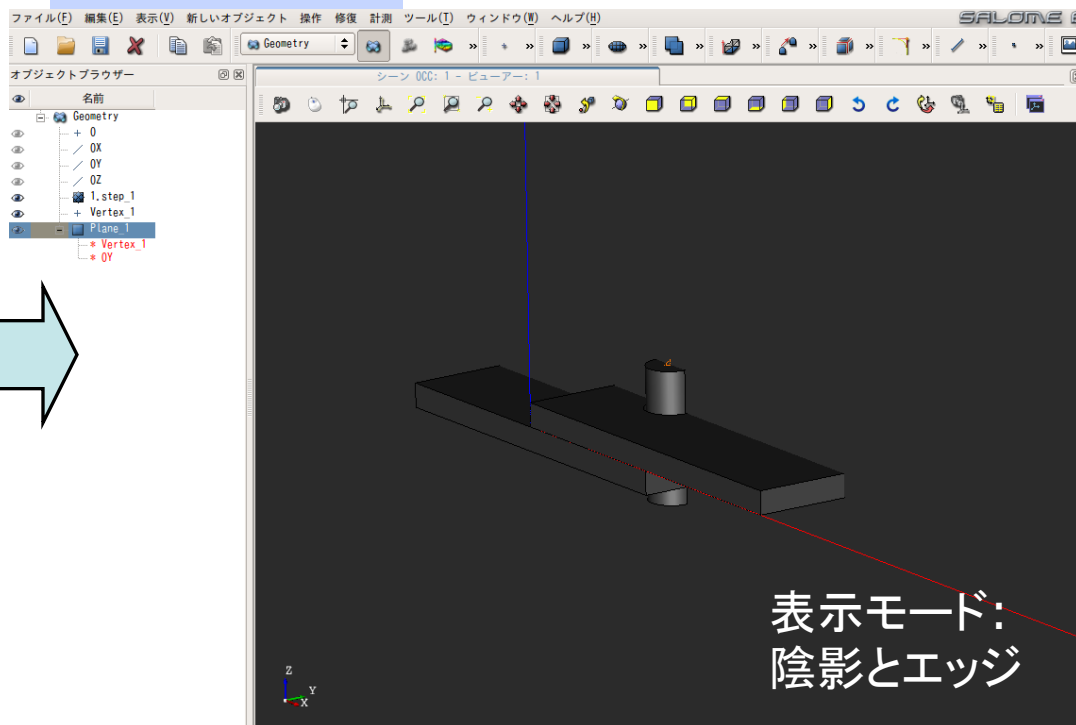 ファイル(F) 編集(E) 表示(V) 新しいオブジェクト 操作 修復 計測 ツール(T) ウィンドウ(W) ヘルプ(H)
SALOME
Geometry
オブジェクトブラウザー
シーン OCC: 1 - ビューアー: 1
名前
Geometry
O
OX
OY
OZ
1.step_1
Vertex_1
Plane_1
* Vertex_1
* OY
表示モード:
陰影とエッジ
Z
Y
X